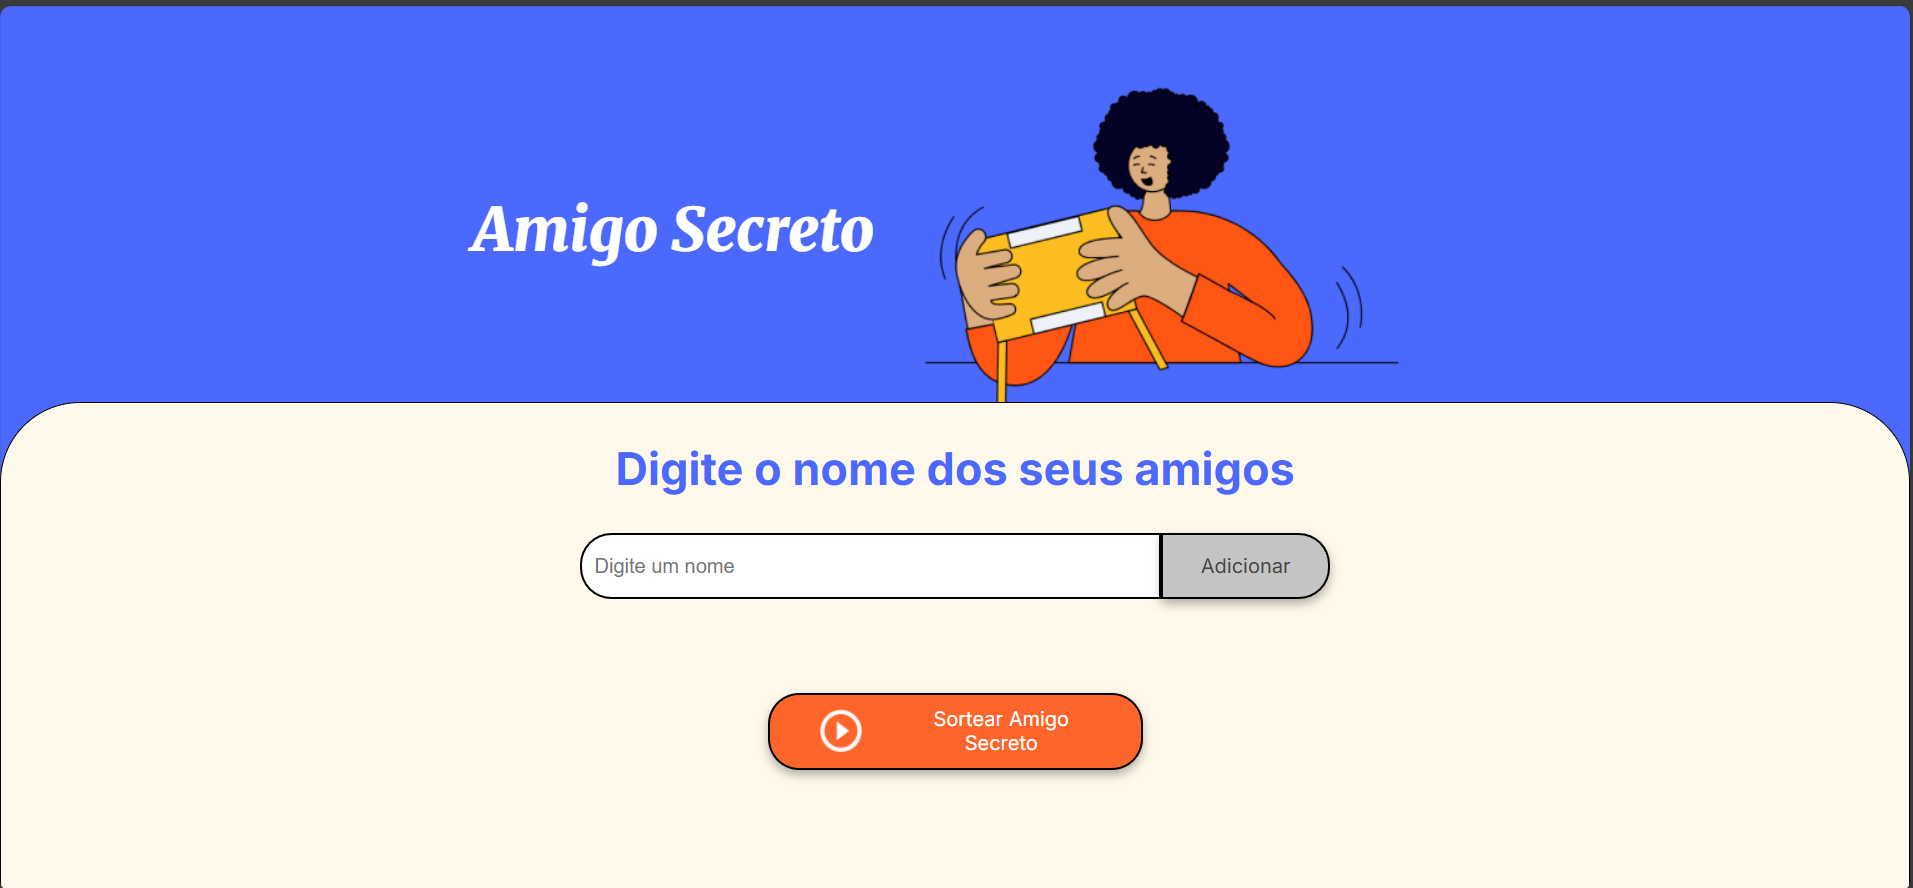 Amigo Secreto
Digite o nome dos seus amigos
Digite um nome
Adicionar
Sortear Amigo
Secreto